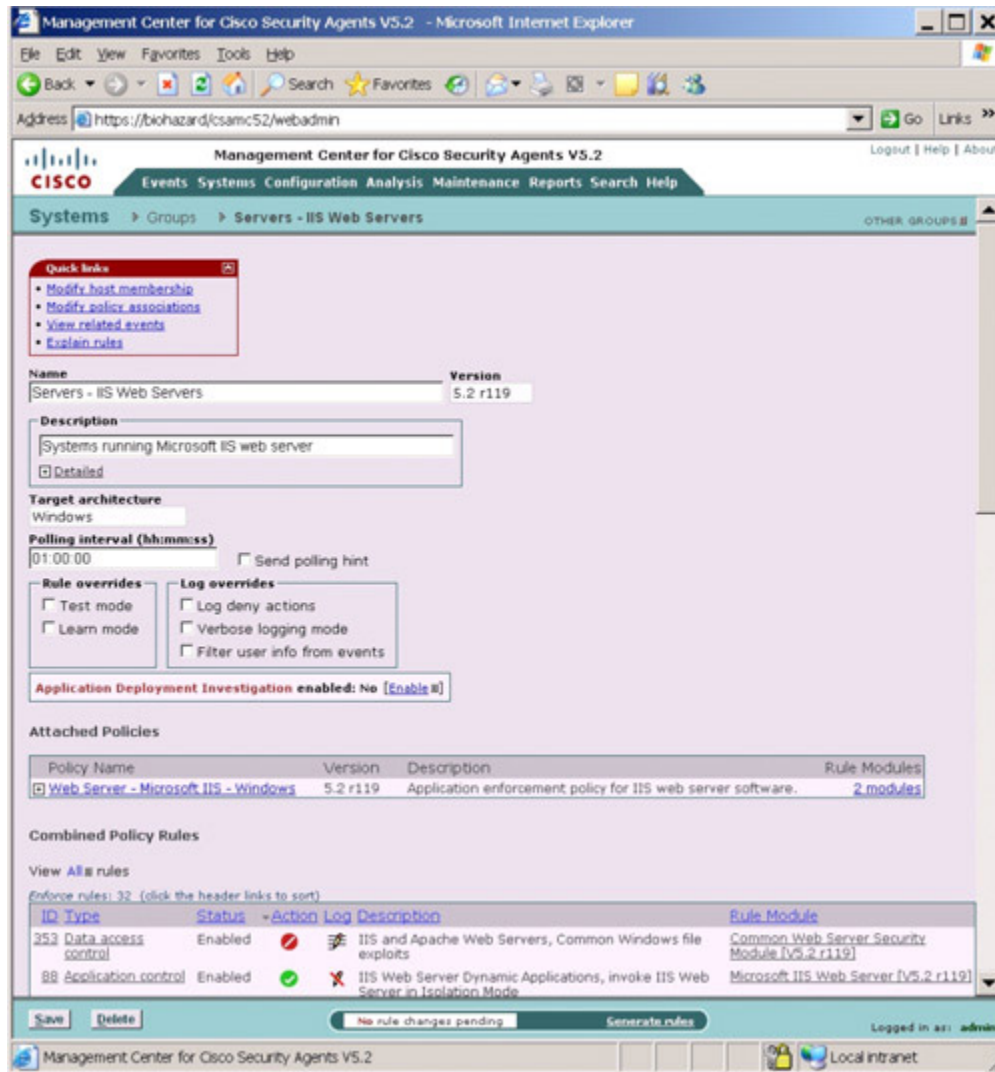 Management Center for Cisco Security Agents V5.2 - Microsoft Internet Explorer
File Edit View Favorites Tools Help
Back Search Favorites
Address https://biohazard/csamc52/webadmin Go Links »
Management Center for Cisco Security Agents V5.2 Logout | Help | About
CISCO Events Systems Configuration Analysis Maintenance Reports Search Help
Systems Groups Servers - IIS Web Servers OTHER GROUPS
Quick links
• Modify host membership
• Modify policy associations
• View related events
• Explain rules
Name Version
Servers - IIS Web Servers 5.2 r119
Description
Systems running Microsoft IIS web server
Detailed
Target architecture
Windows
Polling interval (hh:mm:ss)
01:00:00 Send polling hint
Rule overrides Log overrides
Test mode Log deny actions
Learn mode Verbose logging mode
Filter user info from events
Application Deployment Investigation enabled: No [Enable]
Attached Policies
Policy Name Version Description Rule Modules
Web Server - Microsoft IIS - Windows 5.2 r119 Application enforcement policy for IIS web server software. 2 modules
Combined Policy Rules
View All rules
Enforce rules: 32 (click the header links to sort)
ID Type Status Action Log Description Rule Module
353 Data access Enabled IIS and Apache Web Servers, Common Windows file Common Web Server Security
control exploits Module [V5.2 r119]
88 Application control Enabled IIS Web Server Dynamic Applications, invoke IIS Web Microsoft IIS Web Server [V5.2 r119]
Server in Isolation Mode
Save Delete No rule changes pending Generate rules Logged in as: admin
Management Center for Cisco Security Agents V5.2 Local intranet